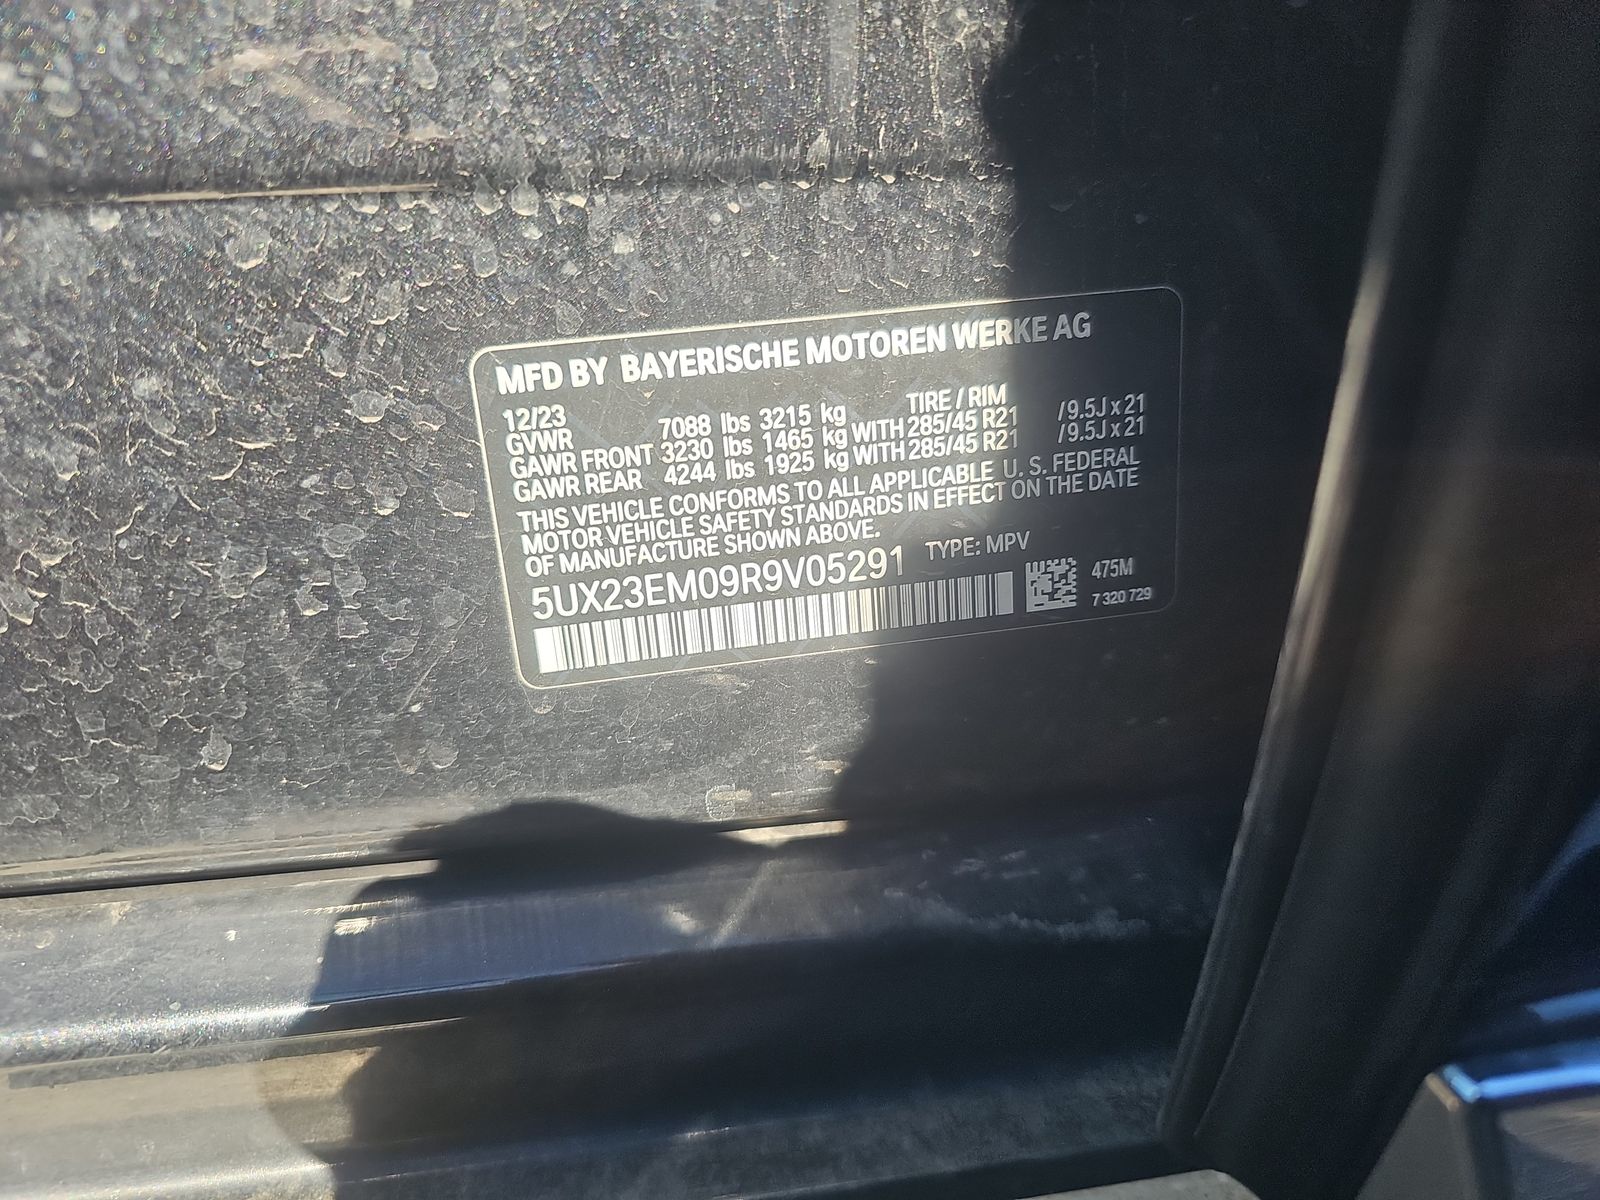 MFD BY BAYERISCHE MOTOREN WERKE AG
12/23 TIRE / RIM
GVWR 7088 lbs 3215 kg
GAWR FRONT 3230 lbs 1465 kg WITH 285/45 R21 / 9.5J x 21
GAWR REAR 4244 lbs 1925 kg WITH 285/45 R21 / 9.5J x 21
THIS VEHICLE CONFORMS TO ALL APPLICABLE U. S. FEDERAL
MOTOR VEHICLE SAFETY STANDARDS IN EFFECT ON THE DATE
OF MANUFACTURE SHOWN ABOVE.
5UX23EM09R9V05291 TYPE: MPV
475M
7 320 729